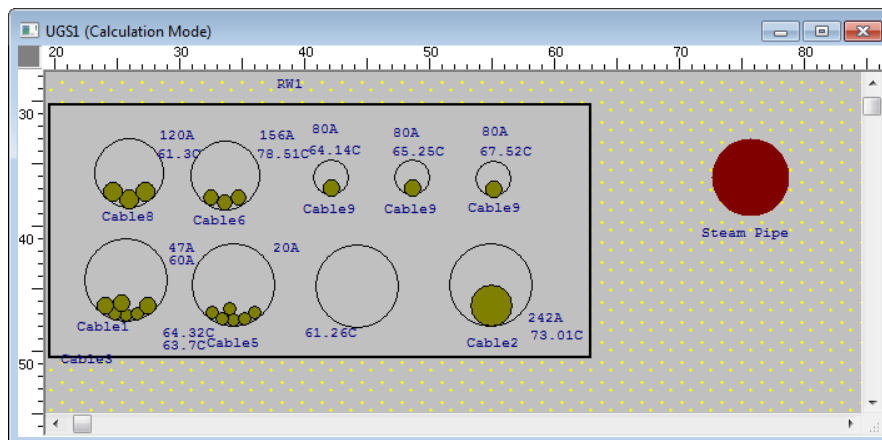 UGS1 (Calculation Mode)
20 30 40 50 60 70 80
RW1
30
120A 156A 80A 80A 80A
61.3C 78.51C 64.14C 65.25C 67.52C
Cable8 Cable6 Cable9 Cable9 Cable9
Steam Pipe
40
47A 20A
60A
Cable1 64.32C 61.26C 242A
63.7C Cable5 Cable2 73.01C
Cable3
50